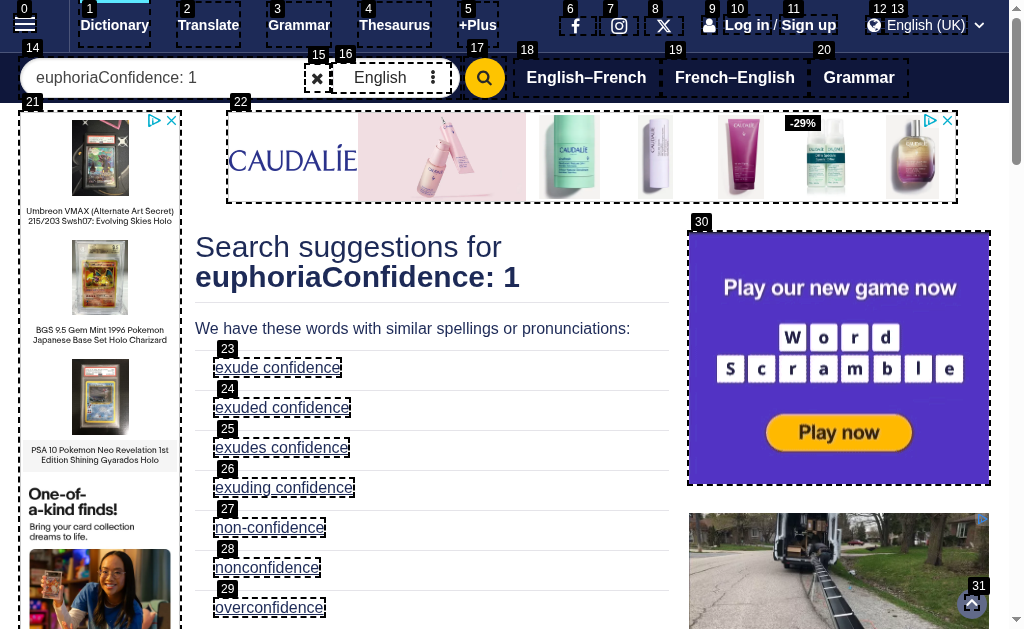 0
1
2
3
4
5
6
7
8
9
10
11
12
13
Dictionary
Translate
Grammar
Thesaurus
+Plus
f
X
Log in / Sign up
English (UK)
14
15
16
17
18
19
20
euphoriaConfidence: 1
English
English–French
French–English
Grammar
21
22
Umbreon VMAX (Alternate Art Secret)
215/203 Swsh07: Evolving Skies Holo
BGS 9.5 Gem Mint 1996 Pokemon
Japanese Base Set Holo Charizard
PSA 10 Pokemon Neo Revelation 1st
Edition Shining Gyarados Holo
One-of-
a-kind finds!
Bring your card collection
dreams to life.
CAUDALÍE
-29%
Search suggestions for
euphoriaConfidence: 1
We have these words with similar spellings or pronunciations:
23
exude confidence
24
exuded confidence
25
exudes confidence
26
exuding confidence
27
non-confidence
28
nonconfidence
29
overconfidence
30
Play our new game now
Word
Scramble
Play now
31